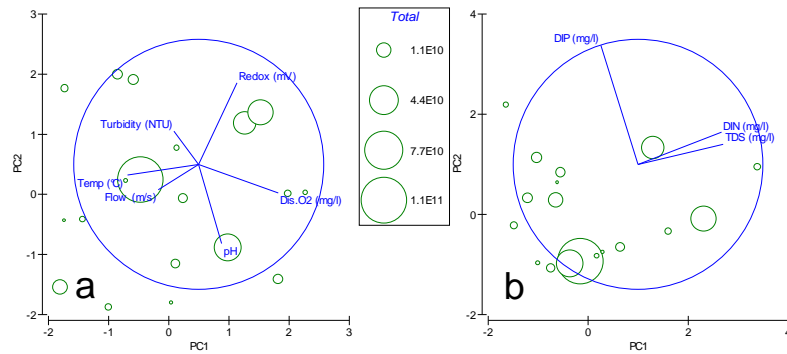 3
2
1
0
-1
-2
PC2
-2
-1
0
1
2
3
PC1
Redox (mV)
Turbidity (NTU)
Temp (°C)
Flow (m/s)
Dis.O2 (mg/l)
pH
a
Total
1.1E10
4.4E10
7.7E10
1.1E11
4
2
0
-2
PC2
-2
0
2
4
PC1
DIP (mg/l)
DIN (mg/l)
TDS (mg/l)
b